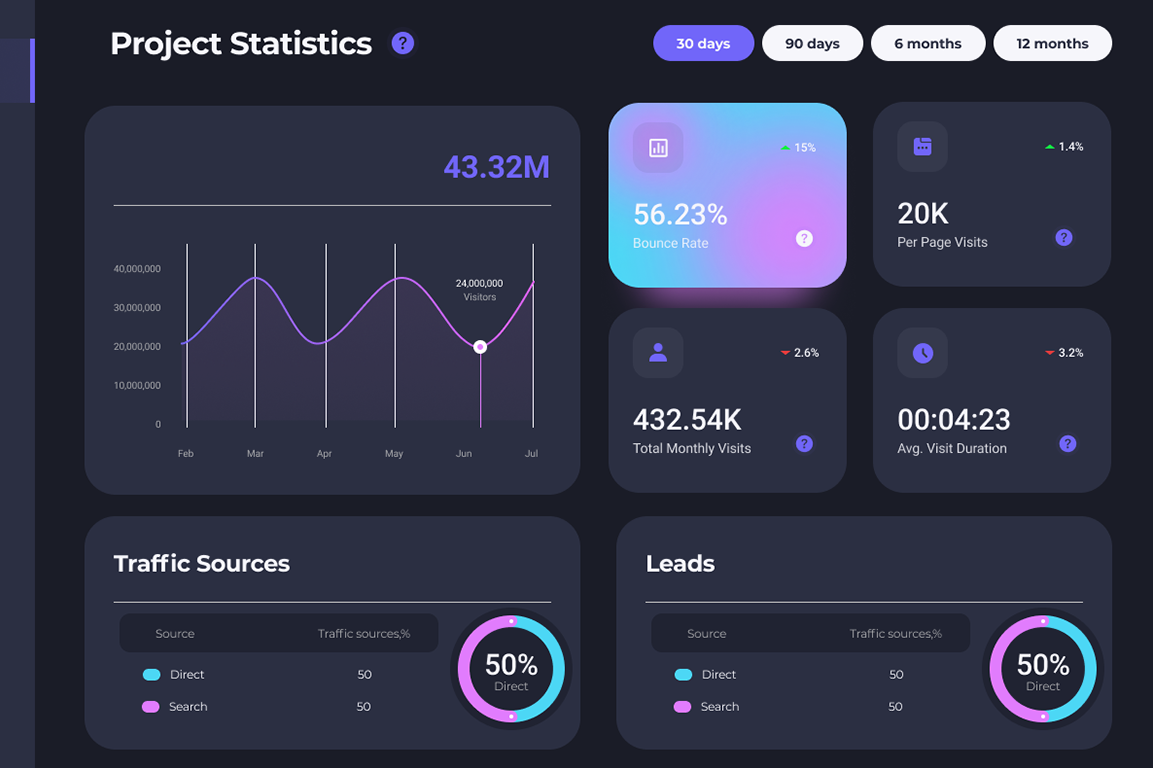 Project Statistics ?
30 days
90 days
6 months
12 months
43.32M
40,000,000
30,000,000
20,000,000
10,000,000
0
24,000,000
Visitors
Feb Mar Apr May Jun Jul
15%
56.23%
Bounce Rate ?
1.4%
20K
Per Page Visits ?
2.6%
432.54K
Total Monthly Visits ?
3.2%
00:04:23
Avg. Visit Duration ?
Traffic Sources
Source Traffic sources,%
Direct 50
Search 50
50%
Direct
Leads
Source Traffic sources,%
Direct 50
Search 50
50%
Direct